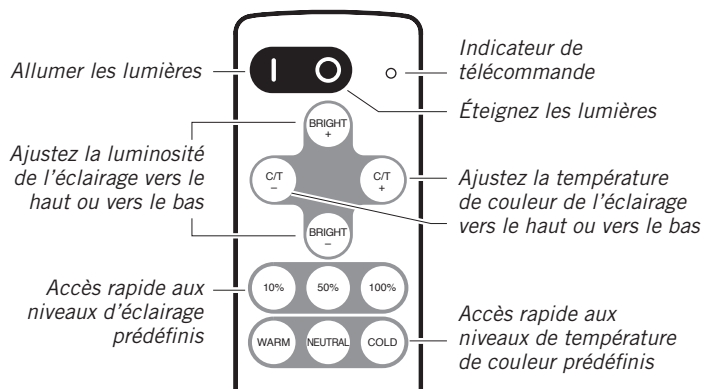 Allumer les lumières
Indicateur de
télécommande
Éteignez les lumières
BRIGHT
+
Ajustez la luminosité
de l’éclairage vers le
haut ou vers le bas
C/T
–
C/T
+
Ajustez la température
de couleur de l’éclairage
vers le haut ou vers le bas
BRIGHT
–
Accès rapide aux
niveaux d’éclairage
prédéfinis
10% 50% 100%
WARM NEUTRAL COLD
Accès rapide aux
niveaux de température
de couleur prédéfinis